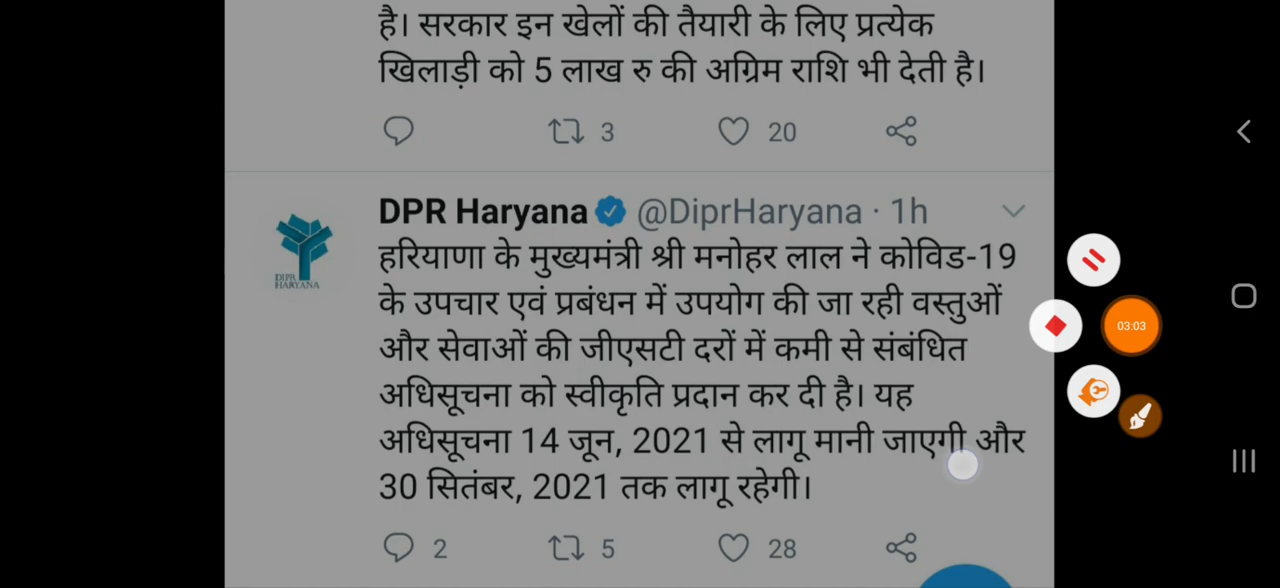 है। सरकार इन खेलों की तैयारी के लिए प्रत्येक
खिलाड़ी को 5 लाख रु की अग्रिम राशि भी देती है।
3 20
DPR Haryana @DiprHaryana · 1h
DIPR
HARYANA
हरियाणा के मुख्यमंत्री श्री मनोहर लाल ने कोविड-19
के उपचार एवं प्रबंधन में उपयोग की जा रही वस्तुओं
और सेवाओं की जीएसटी दरों में कमी से संबंधित
अधिसूचना को स्वीकृति प्रदान कर दी है। यह
अधिसूचना 14 जून, 2021 से लागू मानी जाएगी और
30 सितंबर, 2021 तक लागू रहेगी।
2 5 28
03:03